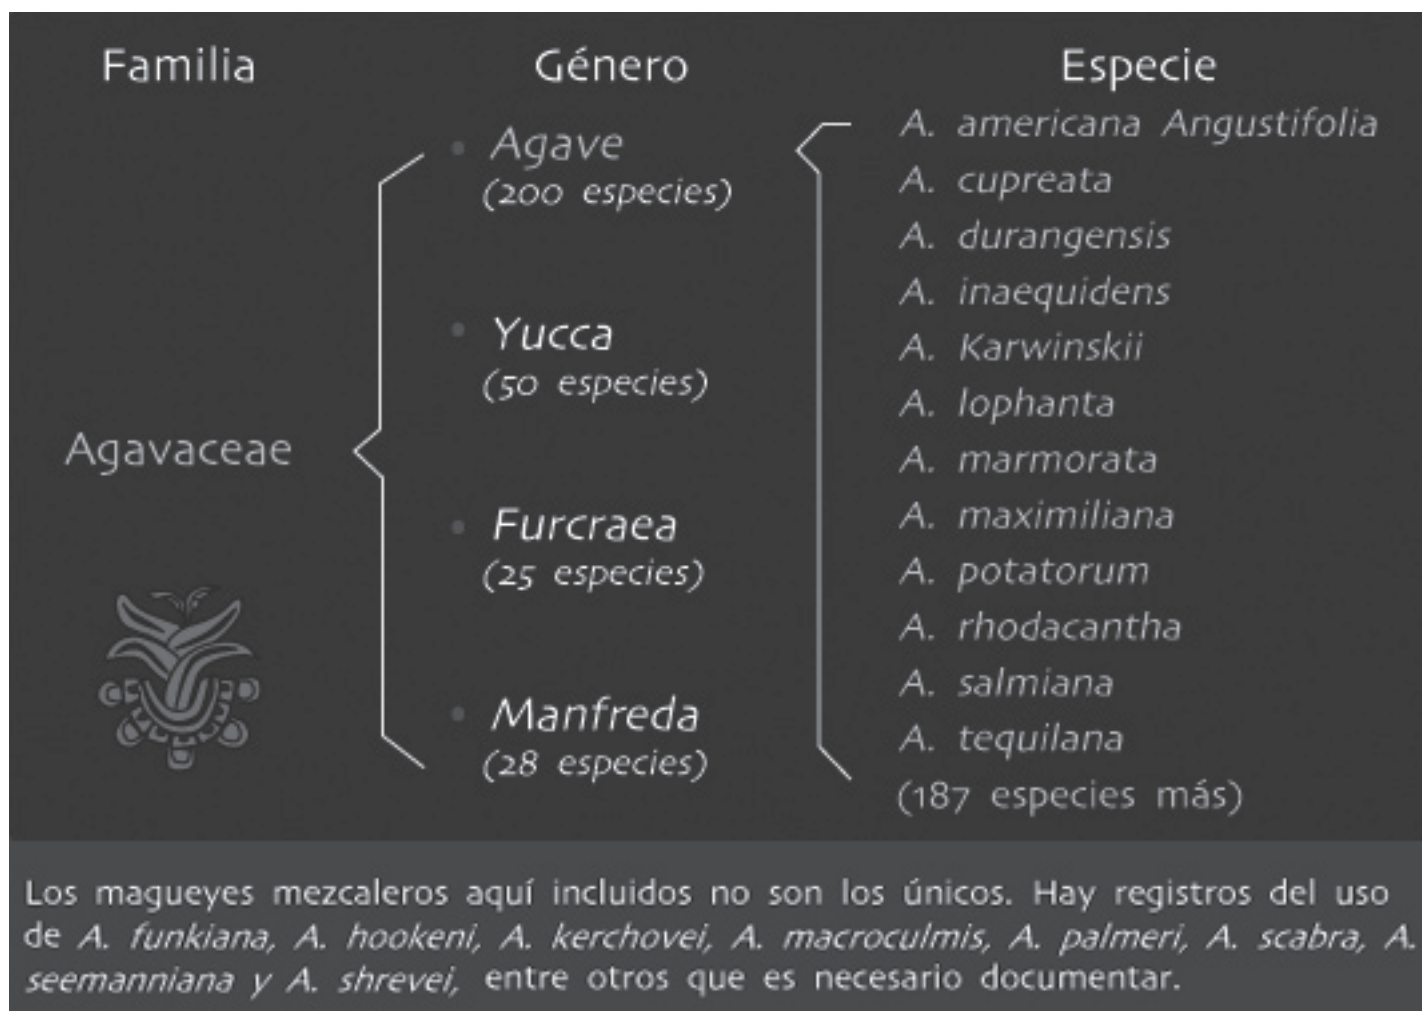 Familia
Género
Especie
Agavaceae
Agave
(200 especies)
Yucca
(50 especies)
Furcraea
(25 especies)
Manfreda
(28 especies)
A. americana Angustifolia
A. cupreata
A. durangensis
A. inaequidens
A. Karwinskii
A. lophanta
A. marmorata
A. maximiliana
A. potatorum
A. rhodacantha
A. salmiana
A. tequilana
(187 especies más)
Los magueyes mezcaleros aquí incluidos no son los únicos. Hay registros del uso
de A. funkiana, A. hookeni, A. kerchovei, A. macroculmis, A. palmeri, A. scabra, A.
seemanniana y A. shrevei, entre otros que es necesario documentar.